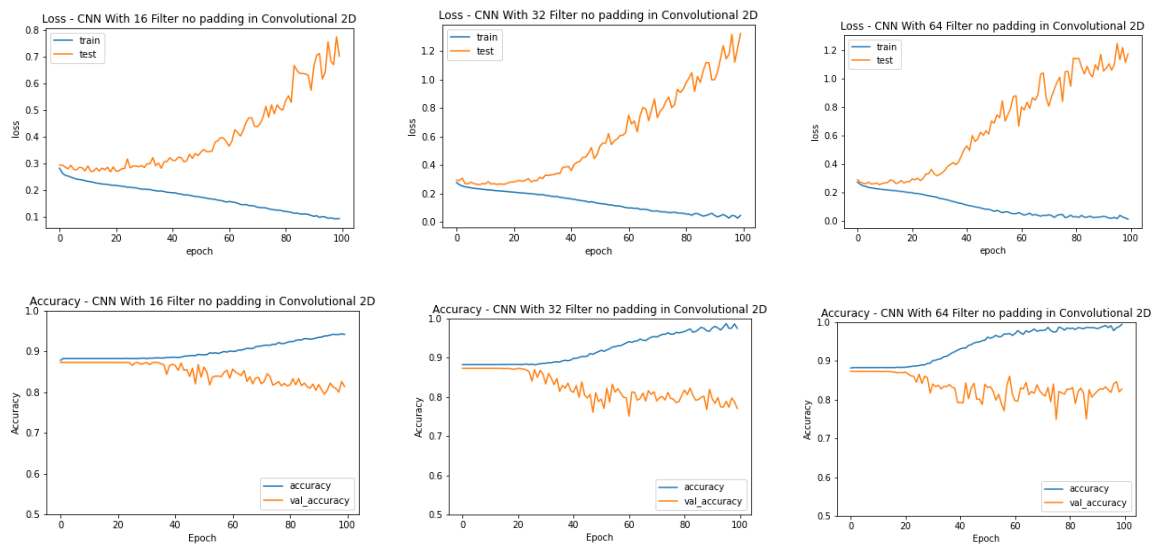 Loss - CNN With 16 Filter no padding in Convolutional 2D
0.8
0.7
0.6
0.5
0.4
0.3
0.2
0.1
loss
train
test
0 20 40 60 80 100
epoch
Loss - CNN With 32 Filter no padding in Convolutional 2D
1.2
1.0
0.8
0.6
0.4
0.2
0.0
loss
train
test
0 20 40 60 80 100
epoch
Loss - CNN With 64 Filter no padding in Convolutional 2D
1.2
1.0
0.8
0.6
0.4
0.2
0.0
loss
train
test
0 20 40 60 80 100
epoch
Accuracy - CNN With 16 Filter no padding in Convolutional 2D
1.0
0.9
0.8
0.7
0.6
0.5
Accuracy
accuracy
val_accuracy
0 20 40 60 80 100
Epoch
Accuracy - CNN With 32 Filter no padding in Convolutional 2D
1.0
0.9
0.8
0.7
0.6
0.5
Accuracy
accuracy
val_accuracy
0 20 40 60 80 100
Epoch
Accuracy - CNN With 64 Filter no padding in Convolutional 2D
1.0
0.9
0.8
0.7
0.6
0.5
Accuracy
accuracy
val_accuracy
0 20 40 60 80 100
Epoch